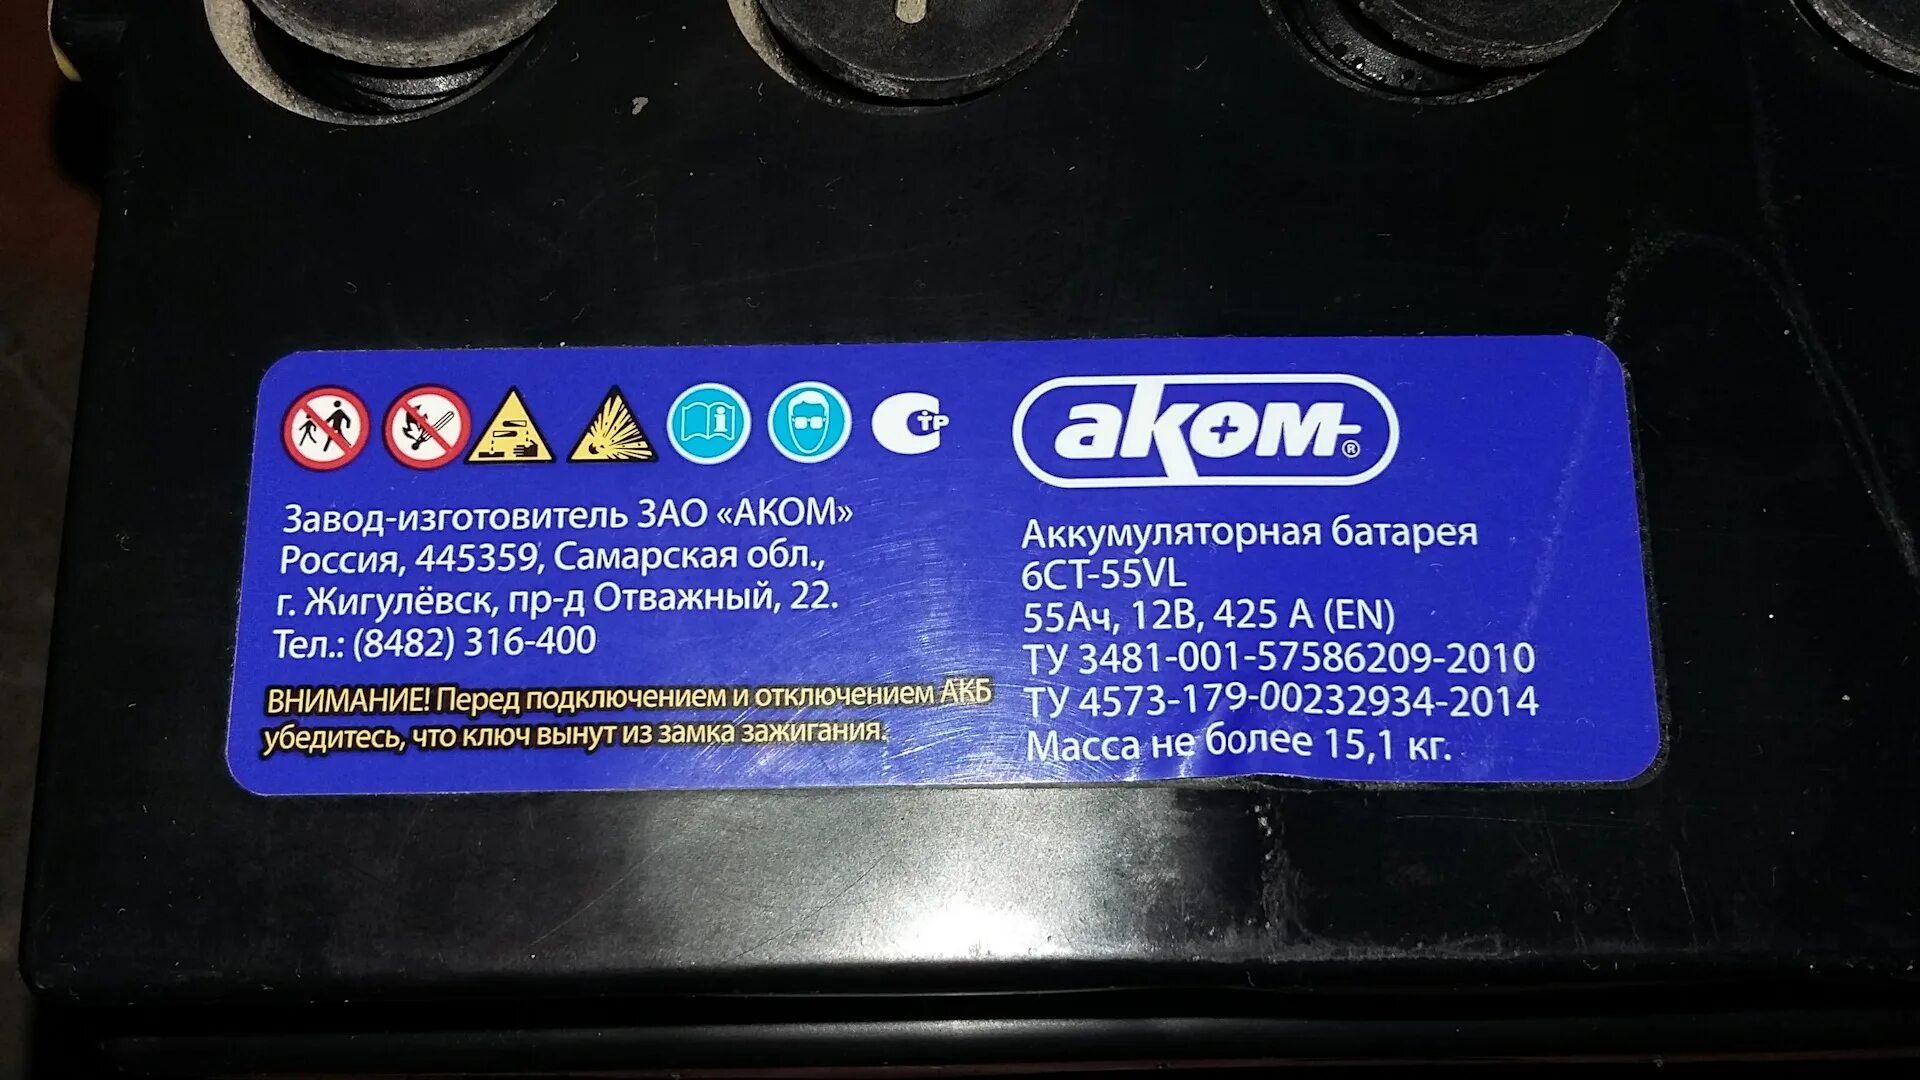 ТР
Завод-изготовитель ЗАО «АКОМ»
Россия, 445359, Самарская обл.,
г. Жигулёвск, пр-д Отважный, 22.
Тел.: (8482) 316-400
ВНИМАНИЕ! Перед подключением и отключением АКБ
убедитесь, что ключ вынут из замка зажигания.
аком®
Аккумуляторная батарея
6СТ-55VL
55Ач, 12В, 425 А (EN)
ТУ 3481-001-57586209-2010
ТУ 4573-179-00232934-2014
Масса не более 15,1 кг.